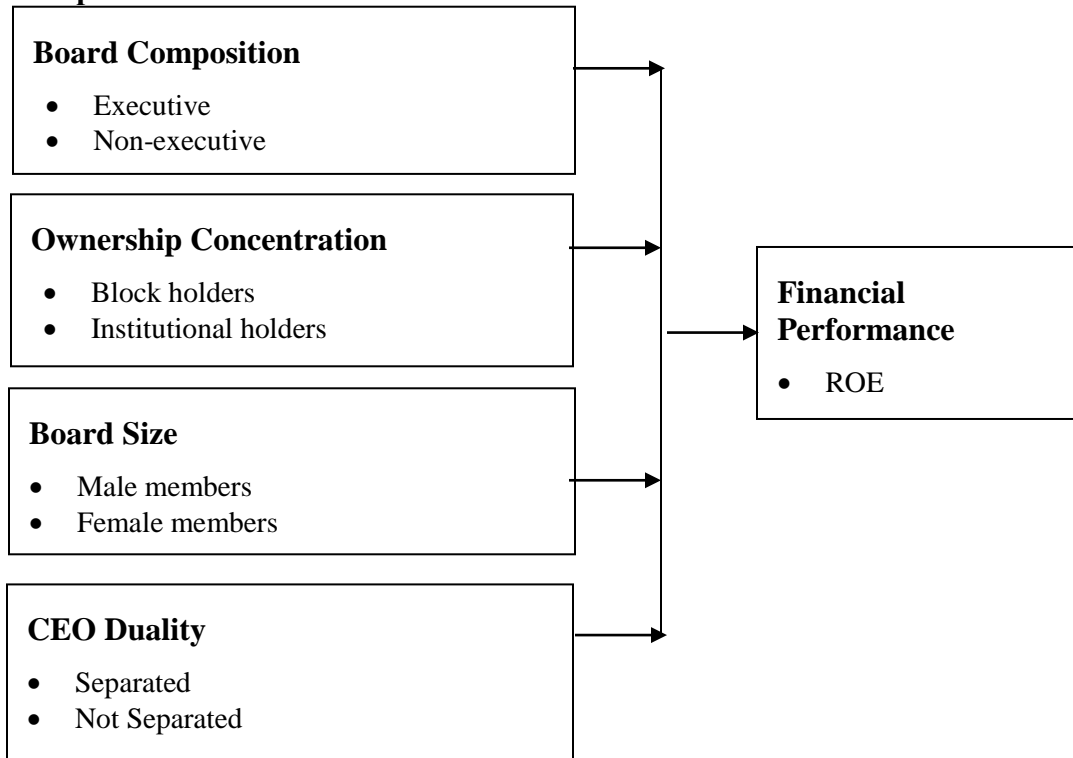 Board Composition
• Executive
• Non-executive
Ownership Concentration
• Block holders
• Institutional holders
Board Size
• Male members
• Female members
CEO Duality
• Separated
• Not Separated
Financial
Performance
• ROE